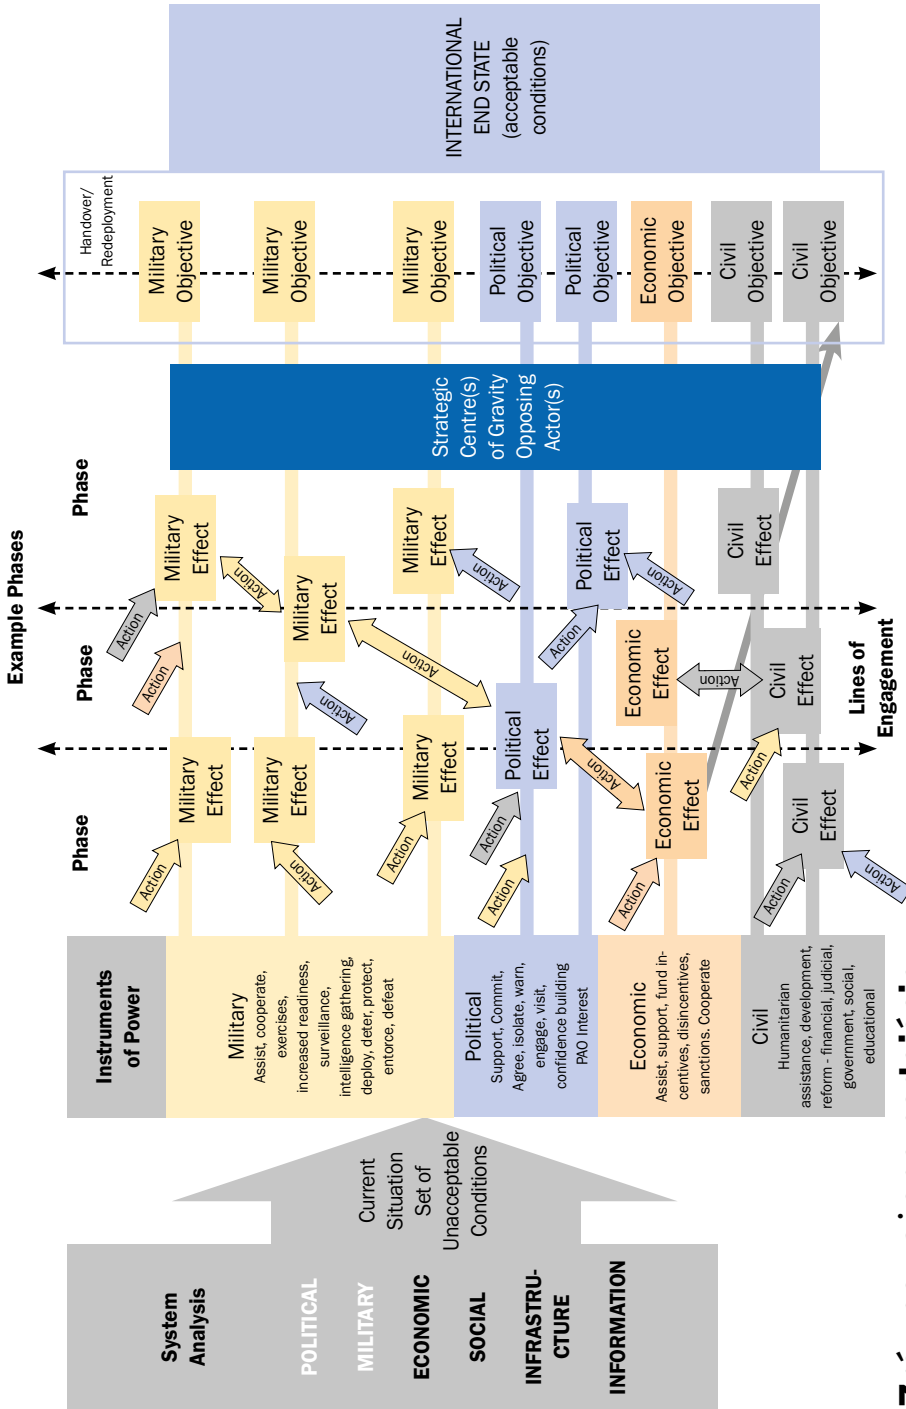 Example Phases
Phase
Phase
Phase
System
Analysis
POLITICAL
MILITARY
ECONOMIC
SOCIAL
INFRASTRU-
CTURE
INFORMATION
Current
Situation
Set of
Unacceptable
Conditions
Instruments
of Power
Military
Assist, cooperate,
exercises,
increased readiness,
surveillance,
intelligence gathering,
deploy, deter, protect,
entorce, defeat
Political
Support, Commit,
Agree, isolate, warn,
engage, visit,
confidence building
PAO Interest
Economic
Assist, support, fund in-
centives, disincentives,
sanctions. Cooperate
Civil
Humanitarian
assistance, development,
reform - financial, judicial,
government, social,
educational
Action
Military
Effect
Action
Military
Effect
Action
Military
Effect
Action
Action
Political
Effect
Action
Economic
Effect
Action
Action
Civil
Effect
Action
Action
Action
Action
Military
Effect
Action
Military
Effect
Action
Action
Military
Effect
Action
Action
Political
Effect
Action
Economic
Effect
Action
Action
Civil
Effect
Civil
Effect
Lines of
Engagement
Strategic
Centre(s)
of Gravity
Opposing
Actor(s)
Handover/
Redeployment
Military
Objective
Military
Objective
Military
Objective
Political
Objective
Political
Objective
Economic
Objective
Civil
Objective
Civil
Objective
INTERNATIONAL
END STATE
(acceptable
conditions)